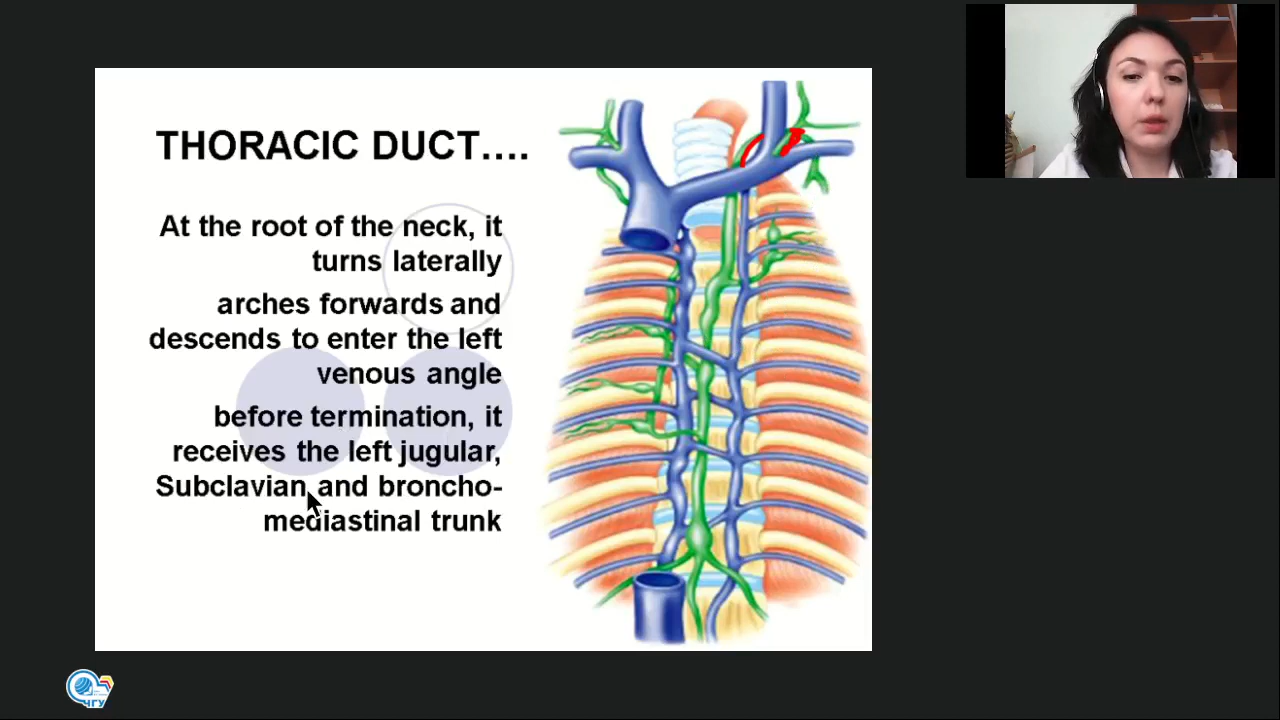 THORACIC DUCT....
At the root of the neck, it
turns laterally
arches forwards and
descends to enter the left
venous angle
before termination, it
receives the left jugular,
Subclavian and broncho-
mediastinal trunk
ЧГУ